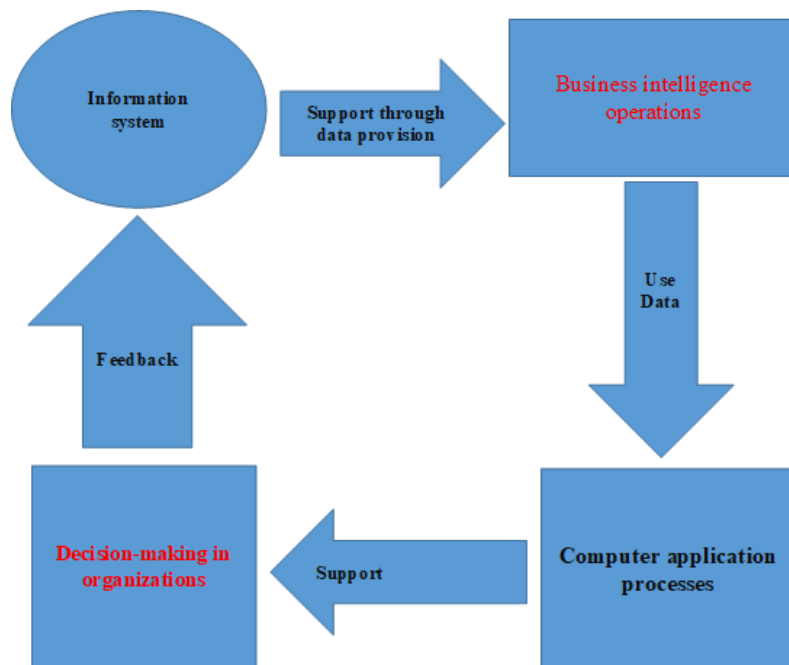 Information
system
Support through
data provision
Business intelligence
operations
Use
Data
Computer application
processes
Support
Decision-making in
organizations
Feedback